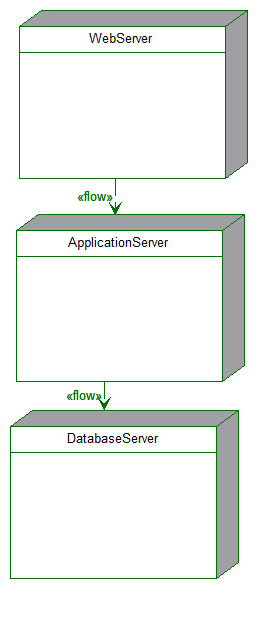 WebServer
«flow»
ApplicationServer
«flow»
DatabaseServer